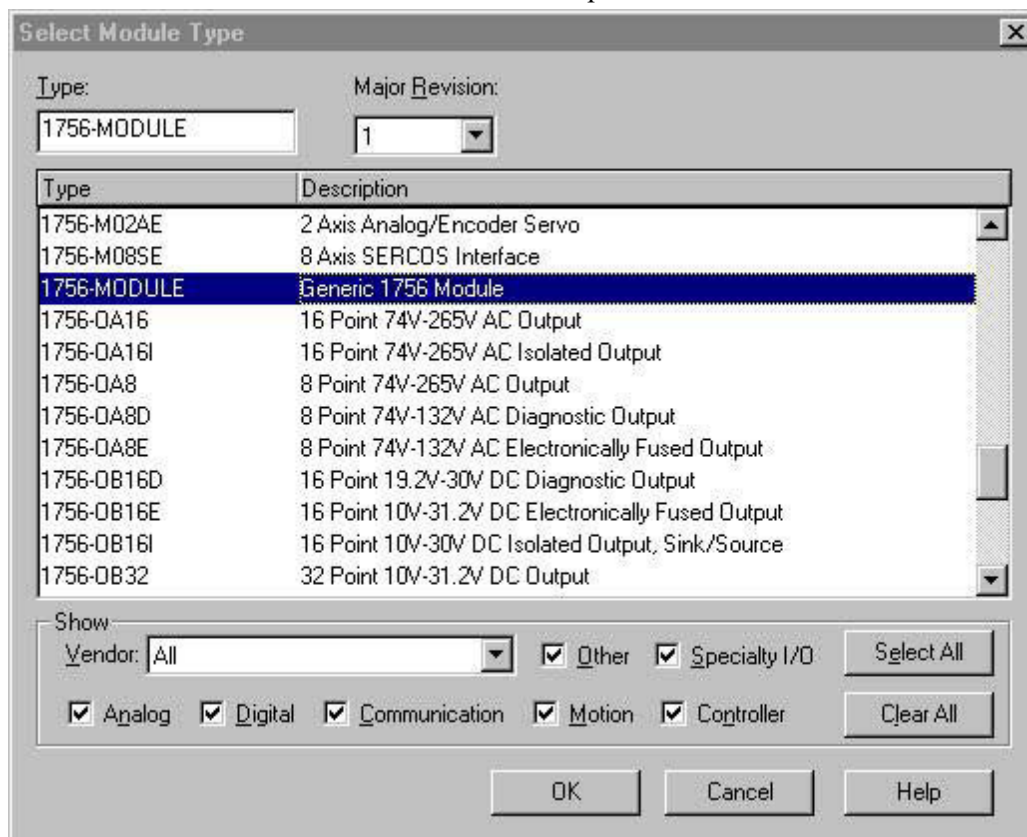 Select Module Type
Type: Major Revision:
1756-MODULE 1
Type Description
1756-M02AE 2 Axis Analog/Encoder Servo
1756-M08SE 8 Axis SERCOS Interface
1756-MODULE Generic 1756 Module
1756-OA16 16 Point 74V-265V AC Output
1756-OA16I 16 Point 74V-265V AC Isolated Output
1756-OA8 8 Point 74V-265V AC Output
1756-OA8D 8 Point 74V-132V AC Diagnostic Output
1756-OA8E 8 Point 74V-132V AC Electronically Fused Output
1756-OB16D 16 Point 19.2V-30V DC Diagnostic Output
1756-OB16E 16 Point 10V-31.2V DC Electronically Fused Output
1756-OB16I 16 Point 10V-30V DC Isolated Output, Sink/Source
1756-OB32 32 Point 10V-31.2V DC Output
Show
Vendor: All Other Specialty I/O Select All
Analog Digital Communication Motion Controller Clear All
OK Cancel Help